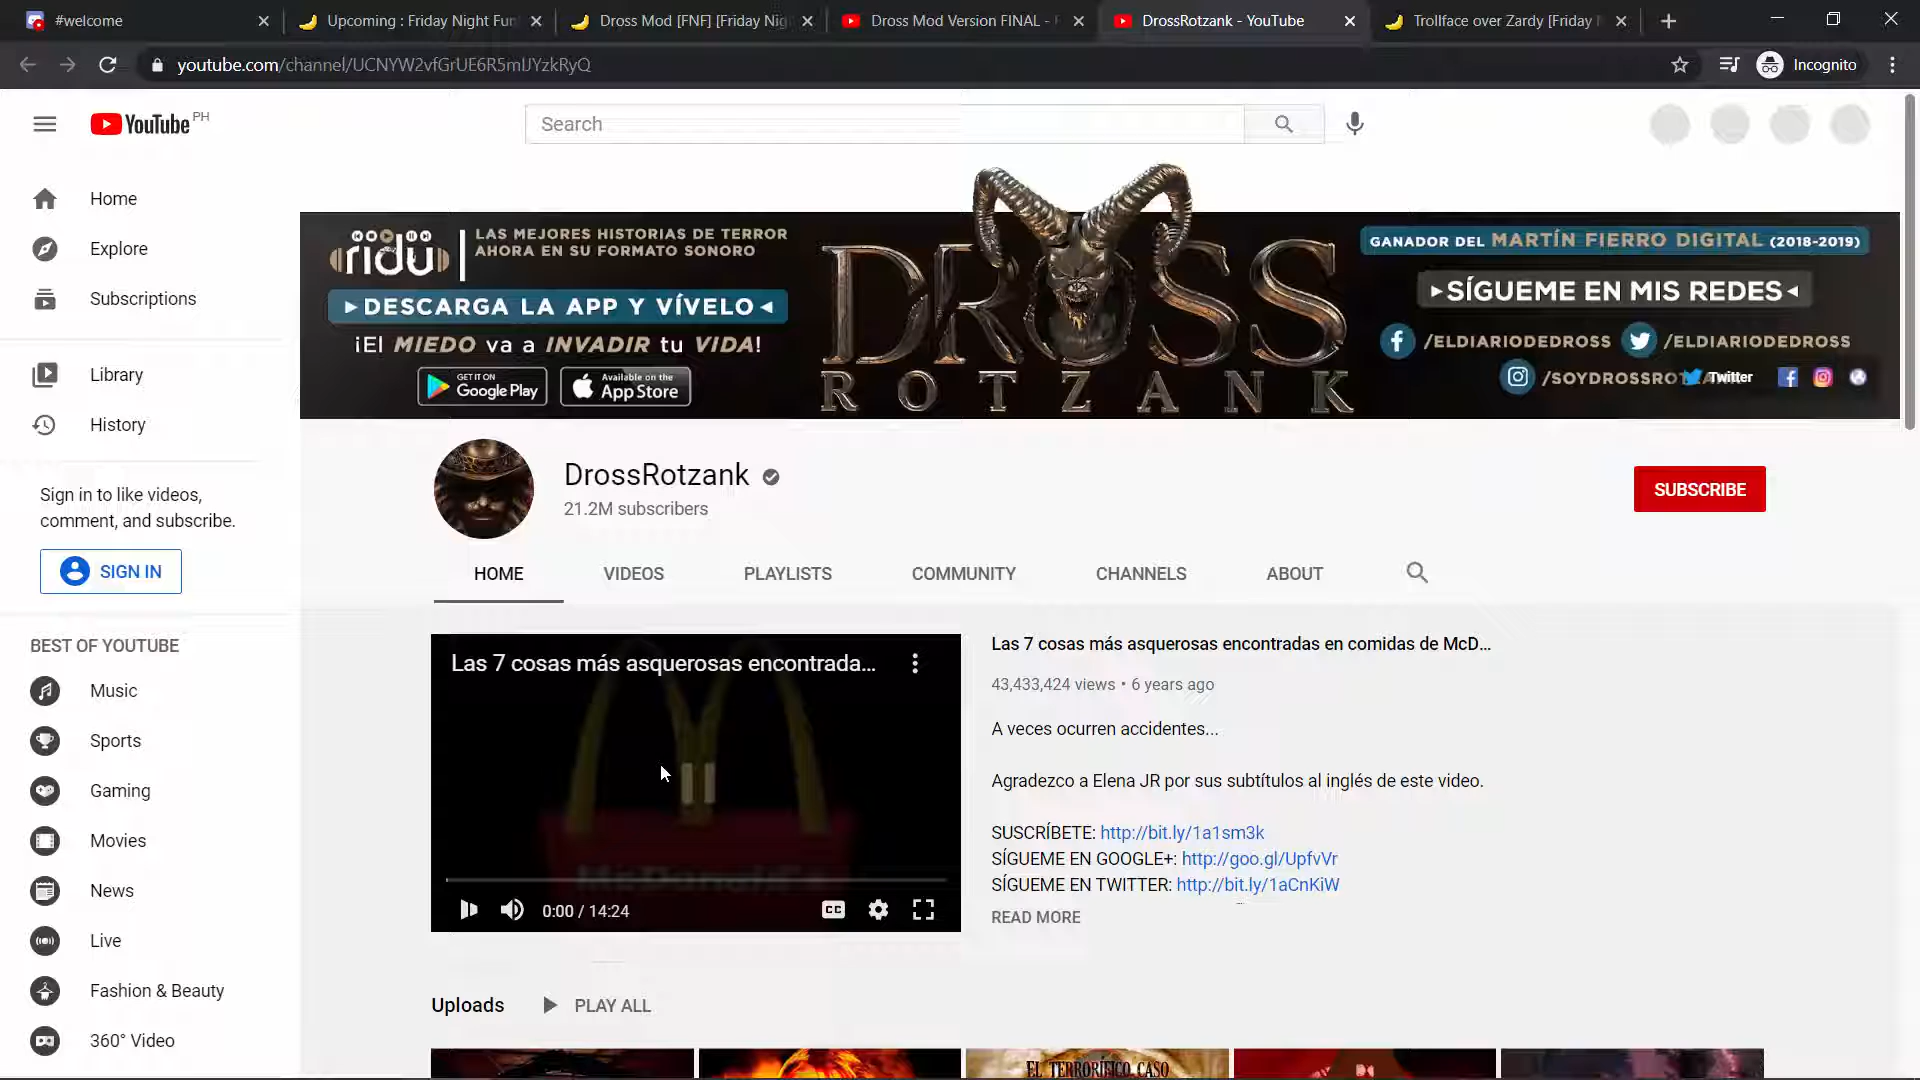 #welcome
Upcoming : Friday Night Fun
Dross Mod [FNF] [Friday Nig
Dross Mod Version FINAL - F
DrossRotzank - YouTube
Trollface over Zardy [Friday N
youtube.com/channel/UCNYW2vfGrUE6R5mIJYzkRyQ
Incognito
YouTube PH
Search
Home
Explore
Subscriptions
Library
History
Sign in to like videos,
comment, and subscribe.
SIGN IN
BEST OF YOUTUBE
Music
Sports
Gaming
Movies
News
Live
Fashion & Beauty
360° Video
ridu
LAS MEJORES HISTORIAS DE TERROR
AHORA EN SU FORMATO SONORO
DESCARGA LA APP Y VÍVELO
¡El MIEDO va a INVADIR tu VIDA!
GET IT ON
Google Play
Available on the
App Store
DROSS
ROTZANK
GANADOR DEL MARTÍN FIERRO DIGITAL (2018-2019)
SÍGUEME EN MIS REDES
/ELDIARIODEDROSS
/ELDIARIODEDROSS
/SOYDROSSROT
Twitter
DrossRotzank
21.2M subscribers
SUBSCRIBE
HOME
VIDEOS
PLAYLISTS
COMMUNITY
CHANNELS
ABOUT
Las 7 cosas más asquerosas encontrada...
McDonald's
0:00 / 14:24
CC
Las 7 cosas más asquerosas encontradas en comidas de McD...
43,433,424 views • 6 years ago
A veces ocurren accidentes...
Agradezco a Elena JR por sus subtítulos al inglés de este video.
SUSCRÍBETE: http://bit.ly/1a1sm3k
SÍGUEME EN GOOGLE+: http://goo.gl/UpfvVr
SÍGUEME EN TWITTER: http://bit.ly/1aCnKiW
READ MORE
Uploads
PLAY ALL
EL TERRORÍFICO CASO